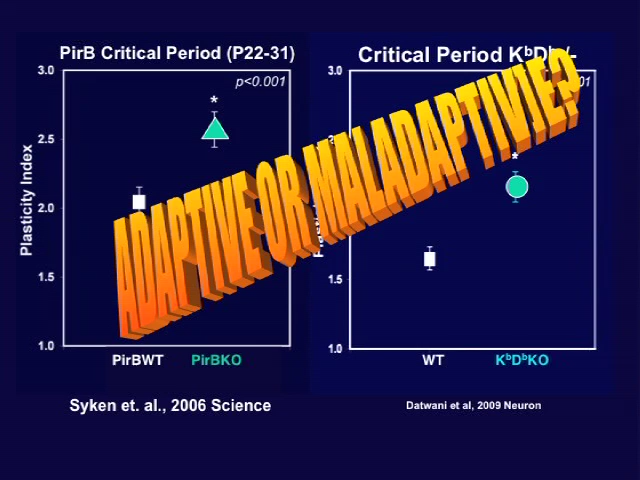 PirB Critical Period (P22-31)
3.0
p<0.001
*
2.5
Plasticity Index
2.0
1.5
1.0
PirBWT PirBKO
Syken et. al., 2006 Science
Critical Period KᵇDᵇ
3.0
*
1.5
1.0
WT KᵇDᵇKO
Datwani et al, 2009 Neuron
ADAPTIVE OR MALADAPTIVIE?